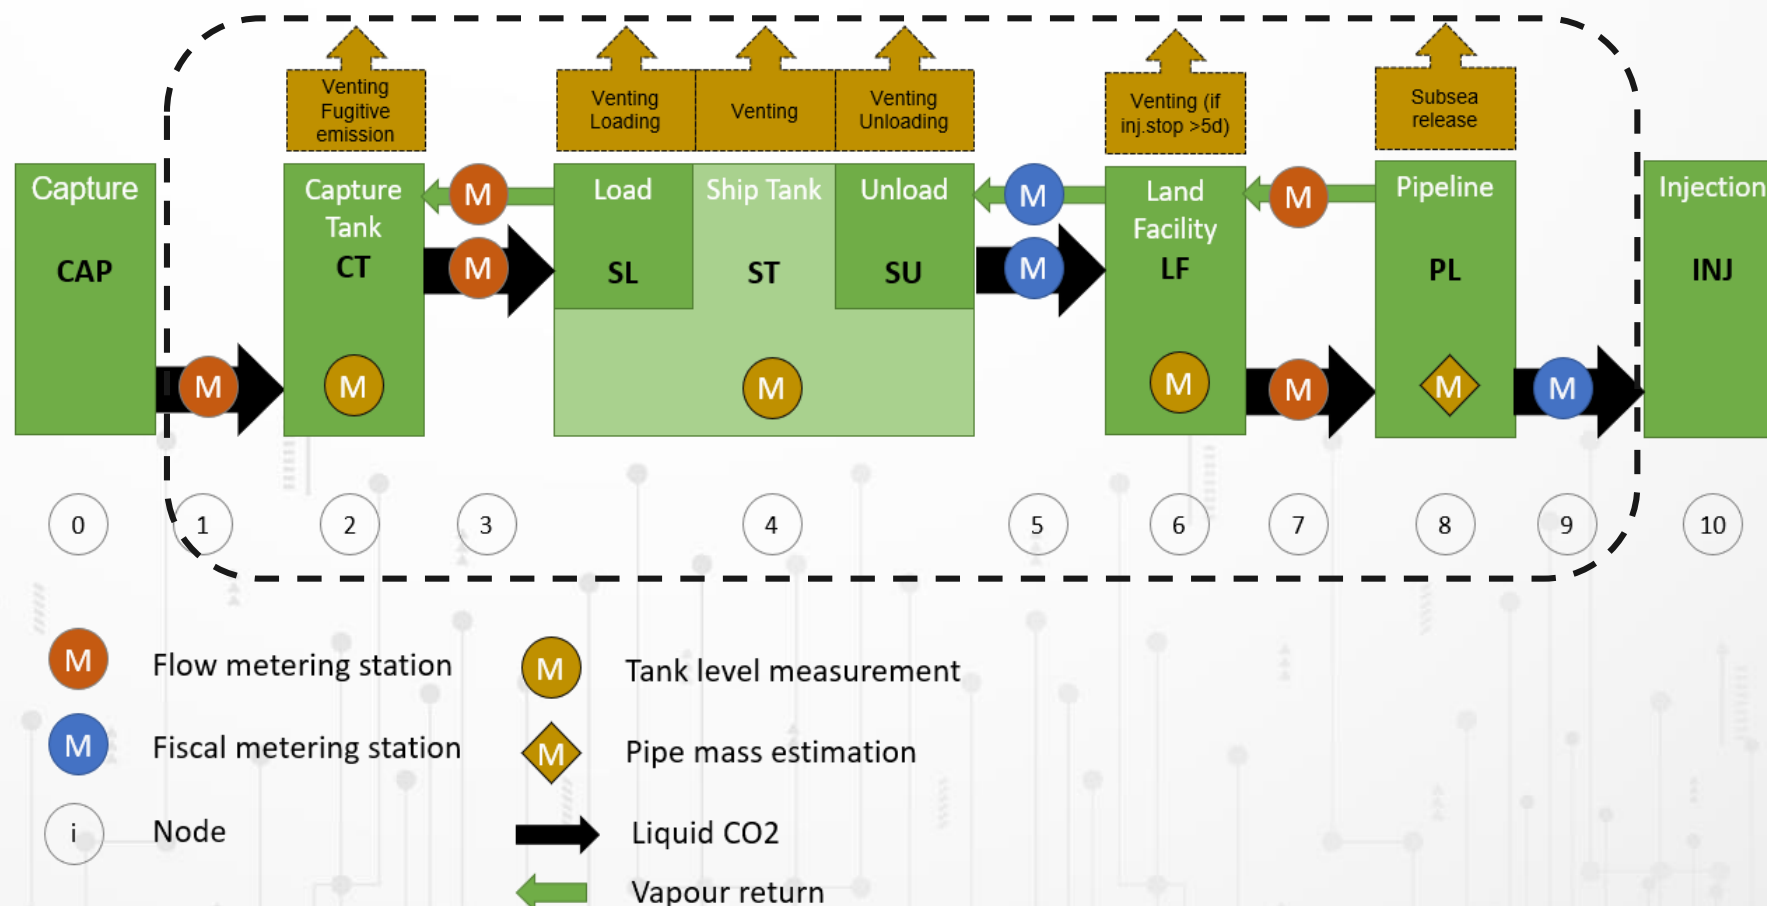 Venting
Fugitive
emission
Venting
Loading
Venting
Venting
Unloading
Venting (if
inj.stop >5d)
Subsea
release
Capture
CAP
M
Capture
Tank
CT
M
M
M
Load
SL
Ship Tank
ST
M
Unload
SU
M
M
Land
Facility
LF
M
M
M
Pipeline
PL
M
M
Injection
INJ
0
1
2
3
4
5
6
7
8
9
10
M Flow metering station
M Tank level measurement
M Fiscal metering station
M Pipe mass estimation
i Node
Liquid CO2
Vapour return